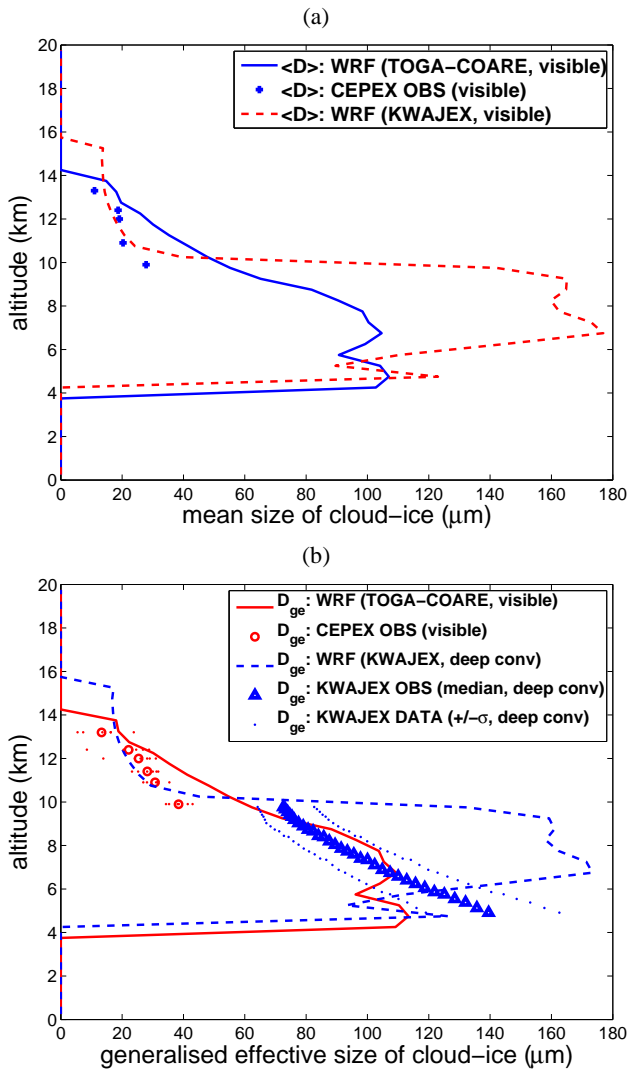 (a)
20
18
16
14
12
10
8
6
4
2
0
altitude (km)
<D>: WRF (TOGA−COARE, visible)
<D>: CEPEX OBS (visible)
<D>: WRF (KWAJEX, visible)
0 20 40 60 80 100 120 140 160 180
mean size of cloud−ice (μm)
(b)
20
18
16
14
12
10
8
6
4
2
0
altitude (km)
Dge: WRF (TOGA−COARE, visible)
Dge: CEPEX OBS (visible)
Dge: WRF (KWAJEX, deep conv)
Dge: KWAJEX OBS (median, deep conv)
Dge: KWAJEX DATA (+/−σ, deep conv)
0 20 40 60 80 100 120 140 160 180
generalised effective size of cloud−ice (μm)